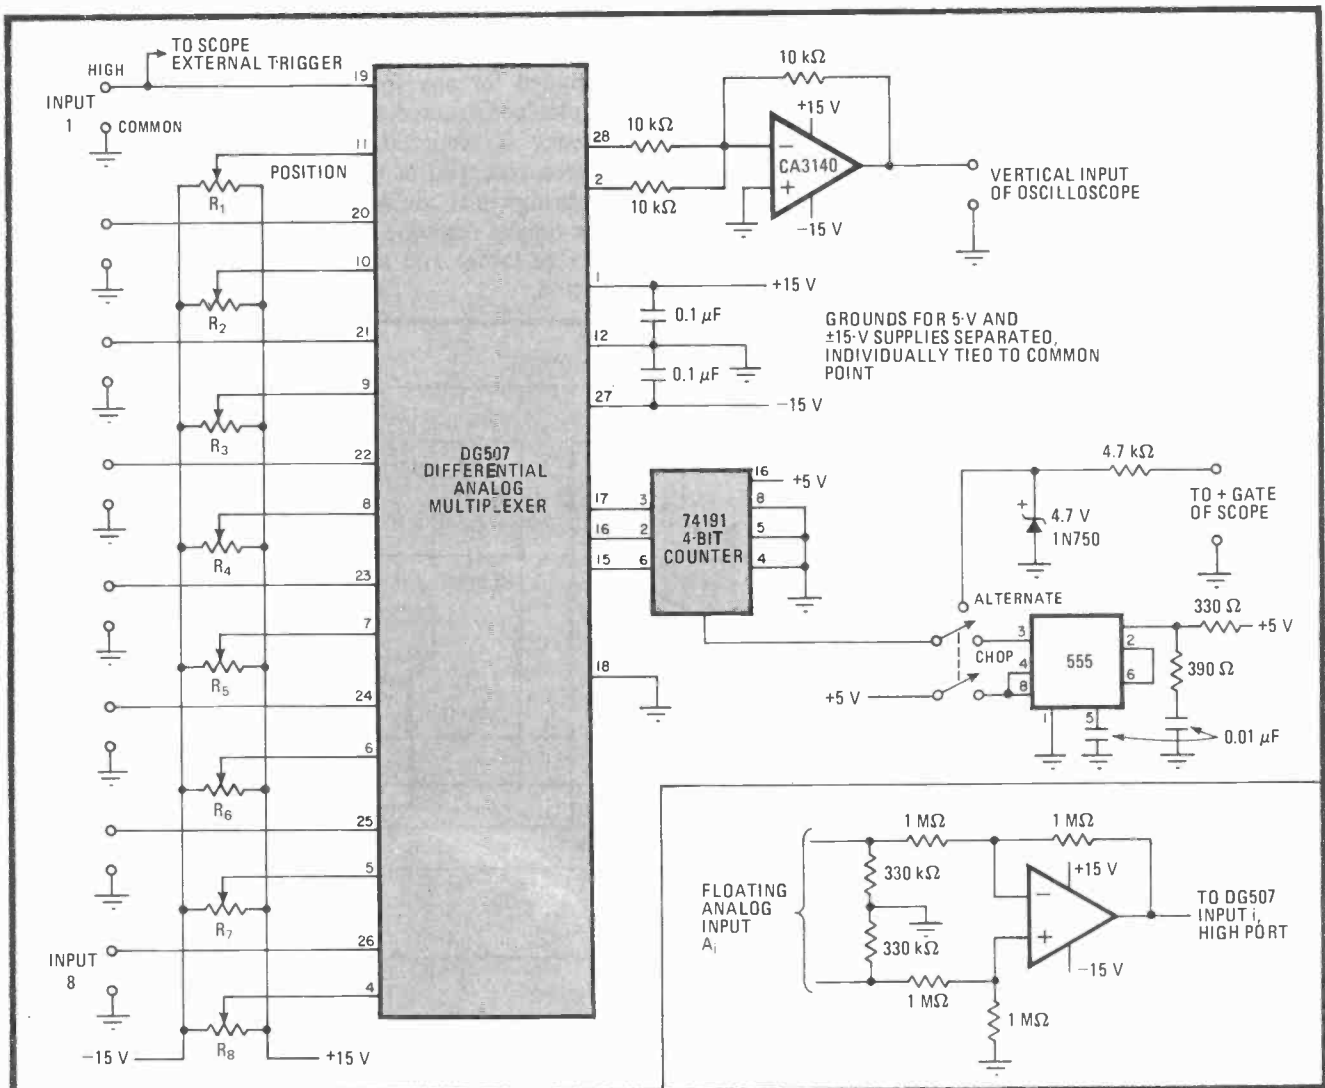 TO SCOPE
EXTERNAL TRIGGER
HIGH
INPUT
1
COMMON
19
11
POSITION
R1
20
10
R2
21
9
R3
22
8
R4
23
7
R5
24
6
R6
25
5
R7
26
INPUT
8
4
R8
−15 V
+15 V
DG507
DIFFERENTIAL
ANALOG
MULTIPLEXER
28
2
10 kΩ
10 kΩ
10 kΩ
+15 V
−
CA3140
+
−15 V
VERTICAL INPUT
OF OSCILLOSCOPE
1
+15 V
0.1 μF
12
0.1 μF
27
−15 V
GROUNDS FOR 5-V AND
±15-V SUPPLIES SEPARATED,
INDIVIDUALLY TIED TO COMMON
POINT
17
16
15
3
2
6
74191
4-BIT
COUNTER
16
+5 V
8
5
4
18
4.7 kΩ
TO + GATE
OF SCOPE
+
4.7 V
1N750
ALTERNATE
CHOP
+5 V
3
4
8
555
2
6
1
5
330 Ω
+5 V
390 Ω
0.01 μF
FLOATING
ANALOG
INPUT
Ai
1 MΩ
1 MΩ
330 kΩ
330 kΩ
1 MΩ
1 MΩ
−
+
+15 V
−15 V
TO DG507
INPUT i,
HIGH PORT